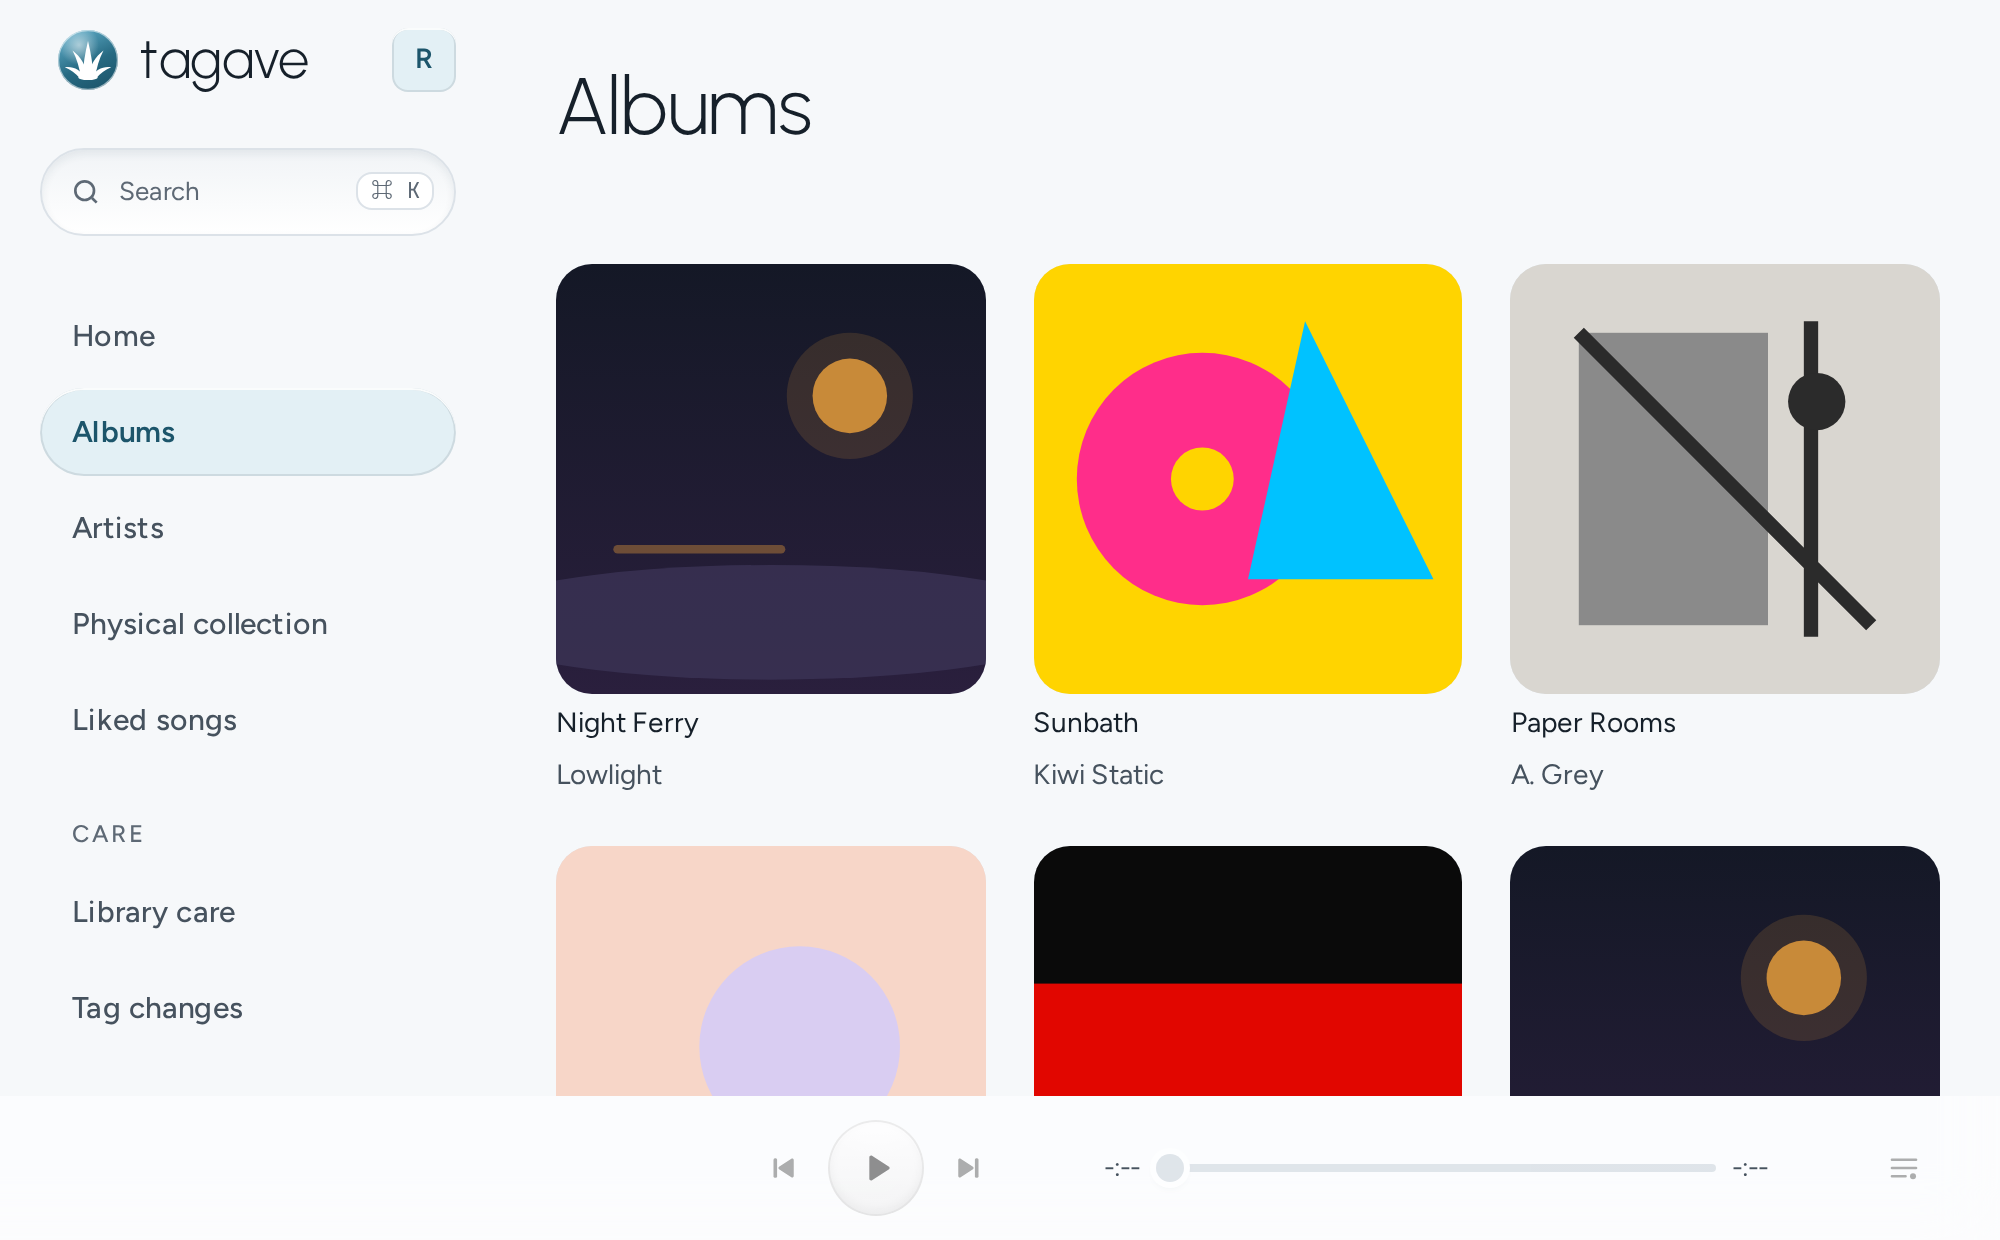 tagave
R
Search
⌘ K
Home
Albums
Artists
Physical collection
Liked songs
CARE
Library care
Tag changes
Albums
Night Ferry
Lowlight
Sunbath
Kiwi Static
Paper Rooms
A. Grey
-:--
-:--